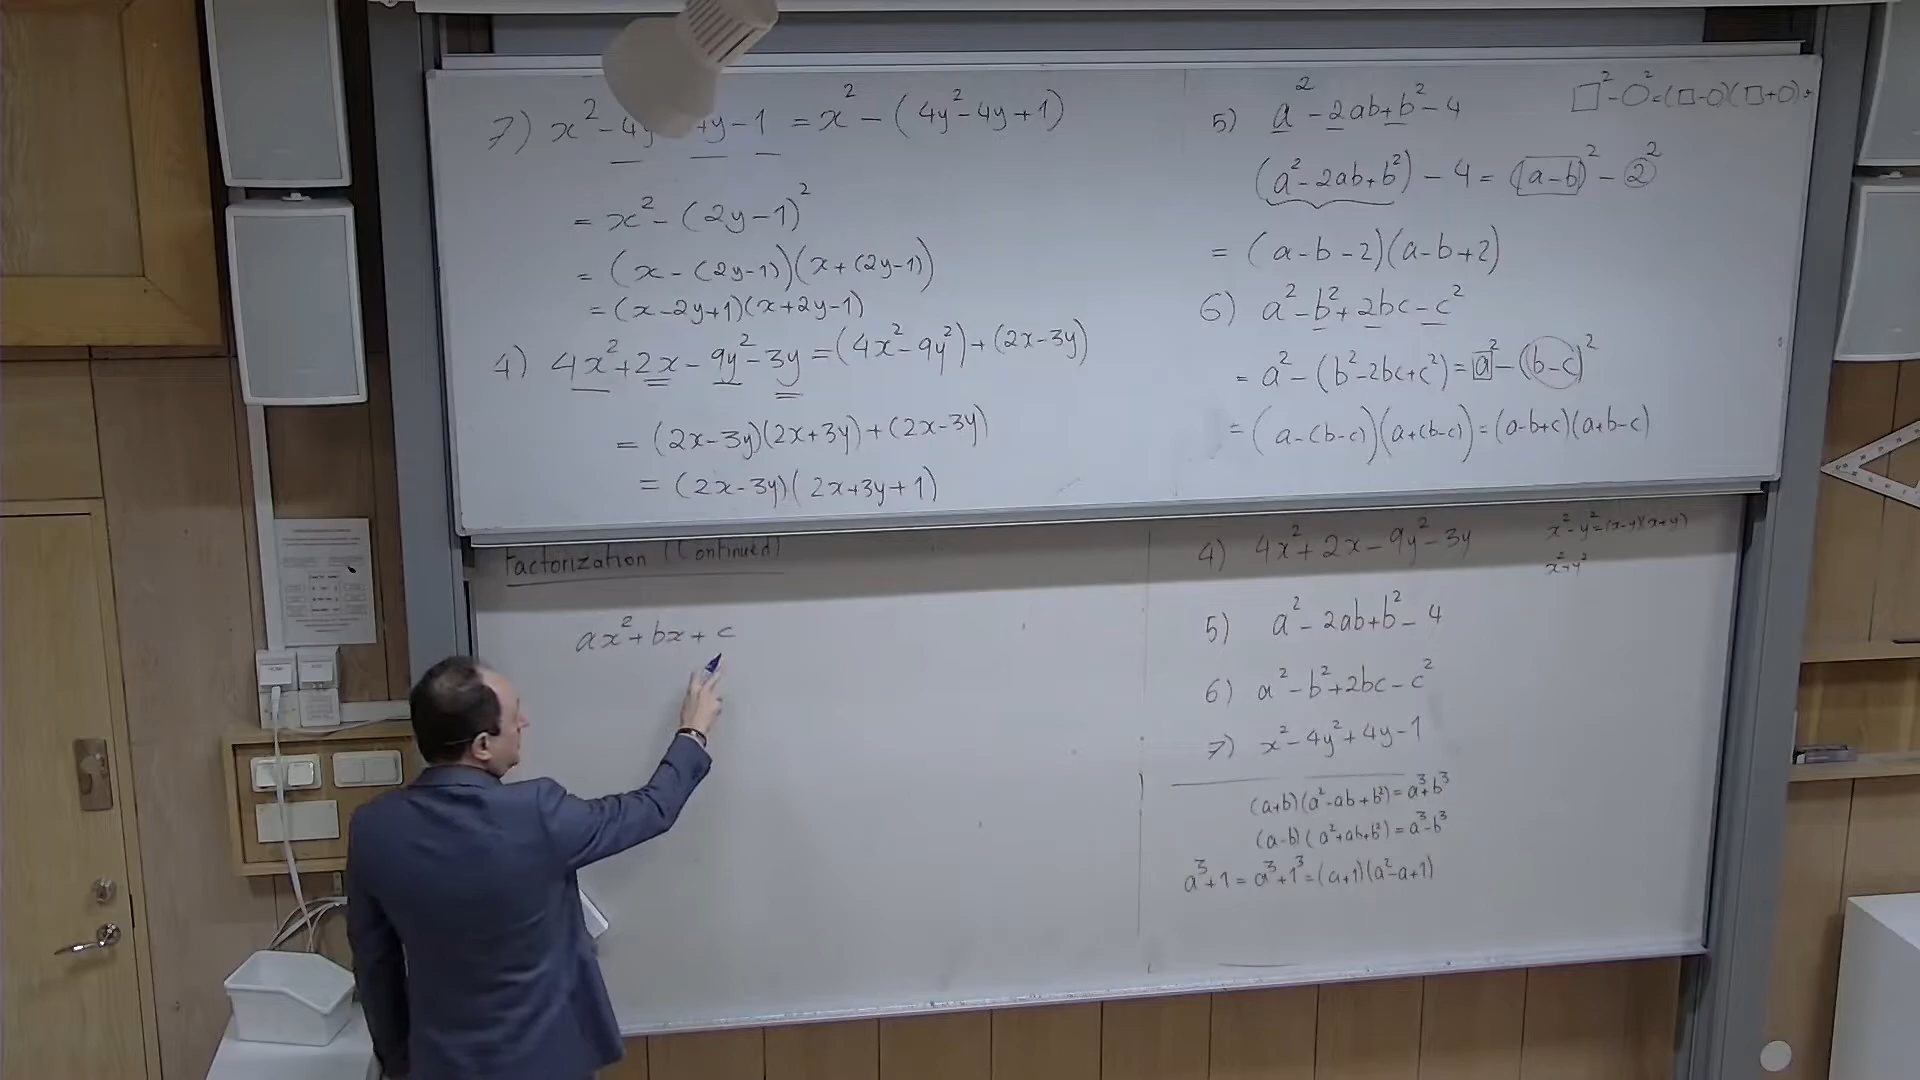 7) x² - 4y² + 4y - 1 = x² - (4y² - 4y + 1)
= x² - (2y - 1)²
= (x - (2y-1))(x + (2y-1))
= (x - 2y + 1)(x + 2y - 1)
4) 4x² + 2x - 9y² - 3y = (4x² - 9y²) + (2x - 3y)
= (2x - 3y)(2x + 3y) + (2x - 3y)
= (2x - 3y)(2x + 3y + 1)
5) a² - 2ab + b² - 4
□² - ○² = (□ - ○)(□ + ○)
(a² - 2ab + b²) - 4 = (a - b)² - 2²
= (a - b - 2)(a - b + 2)
6) a² - b² + 2bc - c²
= a² - (b² - 2bc + c²) = a² - (b - c)²
= (a - (b-c))(a + (b-c)) = (a - b + c)(a + b - c)
Factorization (Continued)
ax² + bx + c
4) 4x² + 2x - 9y² - 3y
x² - y² = (x-y)(x+y)
x² + y²
5) a² - 2ab + b² - 4
6) a² - b² + 2bc - c²
7) x² - 4y² + 4y - 1
(a+b)(a² - ab + b²) = a³ + b³
(a-b)(a² + ab + b²) = a³ - b³
a³ + 1 = a³ + 1³ = (a+1)(a² - a + 1)